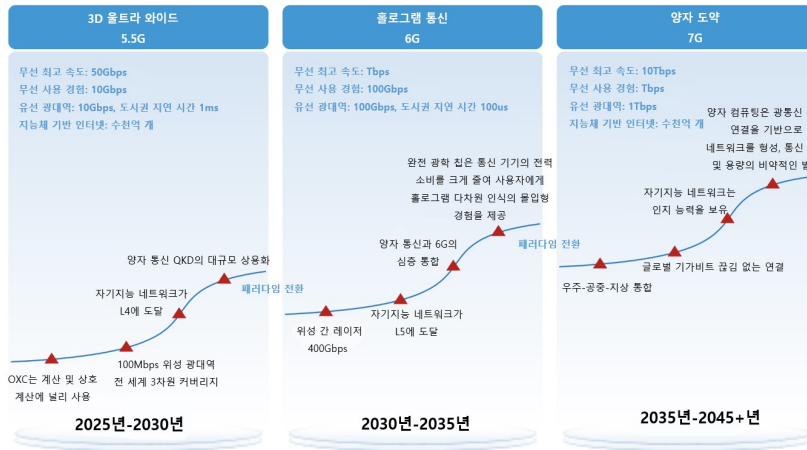 3D 울트라 와이드
5.5G
무선 최고 속도: 50Gbps
무선 사용 경험: 10Gbps
유선 광대역: 10Gbps, 도시권 지연 시간 1ms
지능체 기반 인터넷: 수천억 개
양자 통신 QKD의 대규모 상용화
자기지능 네트워크가
L4에 도달
패러다임 전환
100Mbps 위성 광대역
전 세계 3차원 커버리지
OXC는 계산 및 상호
계산에 널리 사용
2025년-2030년
홀로그램 통신
6G
무선 최고 속도: Tbps
무선 사용 경험: 100Gbps
유선 광대역: 100Gbps, 도시권 지연 시간 100us
완전 광학 칩은 통신 기기의 전력
소비를 크게 줄여 사용자에게
홀로그램 다차원 인식의 몰입형
경험을 제공
양자 통신과 6G의
심층 통합
패러다임 전환
자기지능 네트워크가
L5에 도달
위성 간 레이저
400Gbps
2030년-2035년
양자 도약
7G
무선 최고 속도: 10Tbps
무선 사용 경험: Tbps
유선 광대역: 1Tbps
지능체 기반 인터넷: 수천억 개
양자 컴퓨팅은 광통신
연결을 기반으로
네트워크를 형성, 통신
및 용량의 비약적인
자기지능 네트워크는
인지 능력을 보유
글로벌 기가비트 끊김 없는 연결
우주-공중-지상 통합
2035년-2045+년